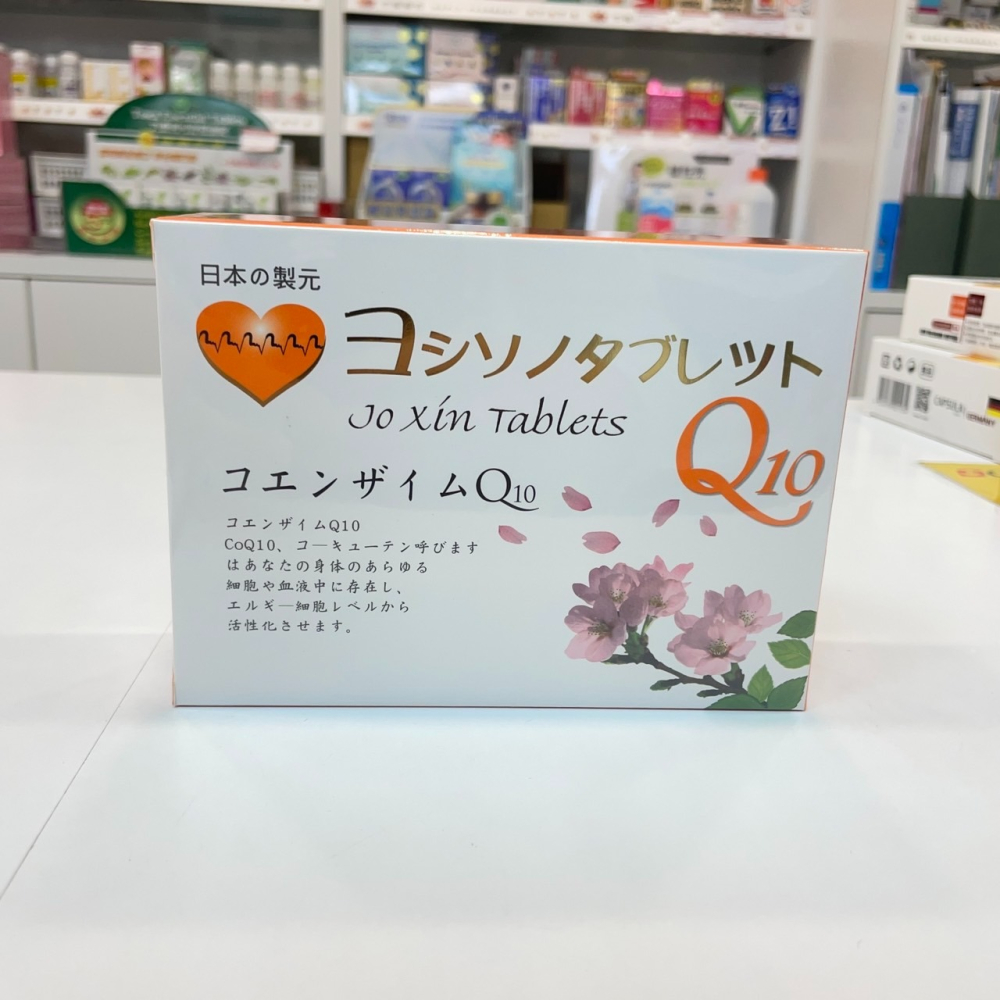 日本の製元
ヨシソノタブレツト
Jo Xín Tablets
Q10
コエンザイムQ10
コエンザイムQ10
CoQ10、コ―キューテン呼びます
はあなたの身体のあらゆる
細胞や血液中に存在し、
エルギ―細胞レベルから
活性化させます。
GERMANY